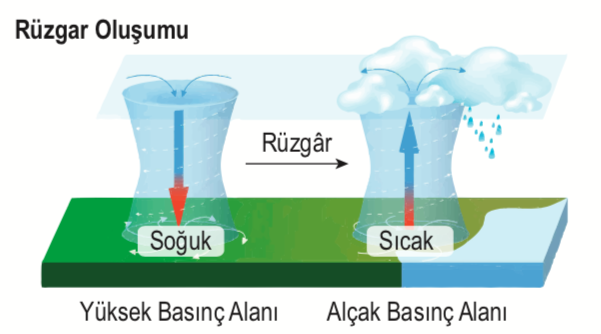 Rüzgar Oluşumu
Rüzgâr
Soğuk
Sıcak
Yüksek Basınç Alanı
Alçak Basınç Alanı